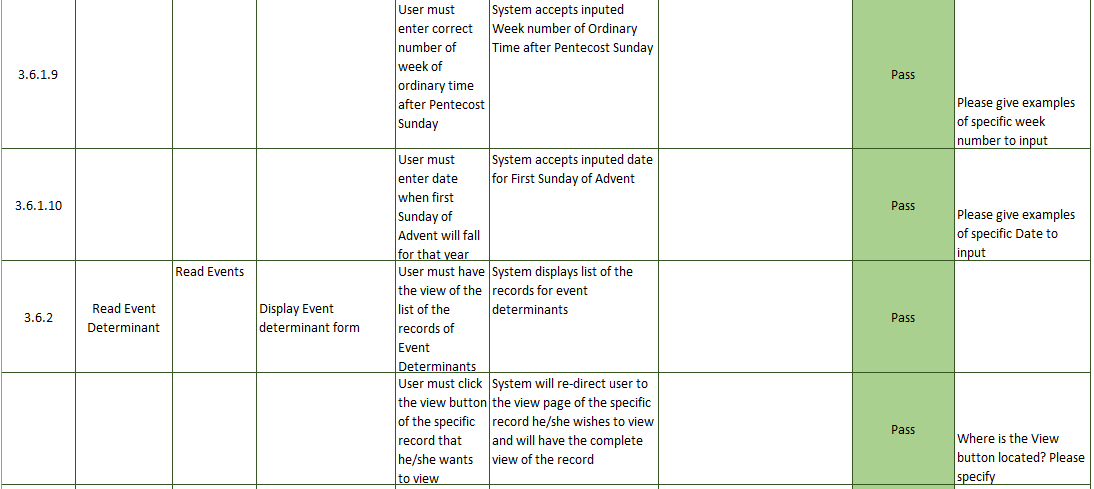 3.6.1.9
User must
enter correct
number of
week of
ordinary time
after Pentecost
Sunday
System accepts inputed
Week number of Ordinary
Time after Pentecost Sunday
Pass
Please give examples
of specific week
number to input
3.6.1.10
User must
enter date
when first
Sunday of
Advent will fall
for that year
System accepts inputed date
for First Sunday of Advent
Pass
Please give examples
of specific Date to
input
3.6.2
Read Event
Determinant
Read Events
Display Event
determinant form
User must have
the view of the
list of the
records of
Event
Determinants
System displays list of the
records for event
determinants
Pass
User must click
the view button
of the specific
record that
he/she wants
to view
System will re-direct user to
the view page of the specific
record he/she wishes to view
and will have the complete
view of the record
Pass
Where is the View
button located? Please
specify